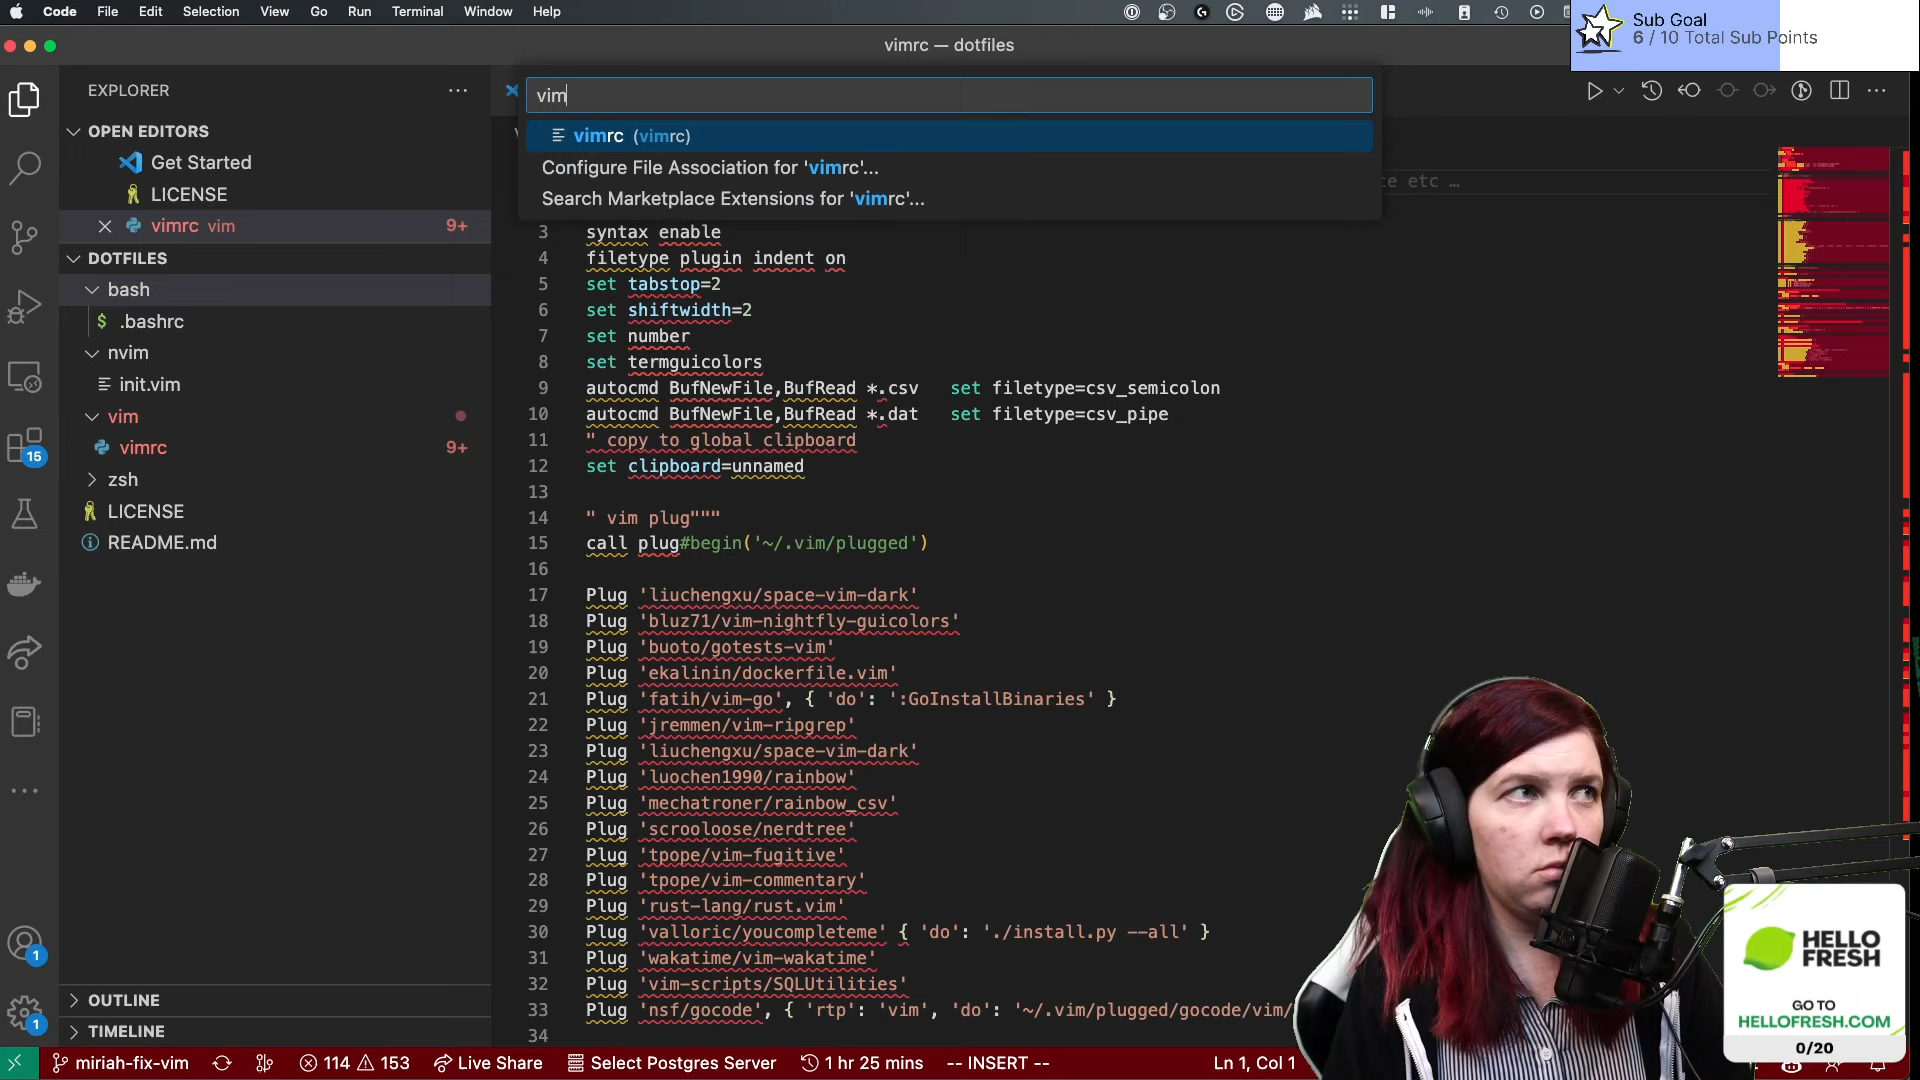 Code File Edit Selection View Go Run Terminal Window Help
Sub Goal
6 / 10 Total Sub Points
vimrc — dotfiles
EXPLORER
OPEN EDITORS
Get Started
LICENSE
vimrc vim 9+
DOTFILES
bash
$ .bashrc
nvim
init.vim
vim
vimrc 9+
zsh
LICENSE
README.md
OUTLINE
TIMELINE
15
1
1
vim
vimrc (vimrc)
Configure File Association for 'vimrc'...
Search Marketplace Extensions for 'vimrc'...
ce etc …
3 syntax enable
4 filetype plugin indent on
5 set tabstop=2
6 set shiftwidth=2
7 set number
8 set termguicolors
9 autocmd BufNewFile,BufRead *.csv   set filetype=csv_semicolon
10 autocmd BufNewFile,BufRead *.dat   set filetype=csv_pipe
11 " copy to global clipboard
12 set clipboard=unnamed
13
14 " vim plug"""
15 call plug#begin('~/.vim/plugged')
16
17 Plug 'liuchengxu/space-vim-dark'
18 Plug 'bluz71/vim-nightfly-guicolors'
19 Plug 'buoto/gotests-vim'
20 Plug 'ekalinin/dockerfile.vim'
21 Plug 'fatih/vim-go', { 'do': ':GoInstallBinaries' }
22 Plug 'jremmen/vim-ripgrep'
23 Plug 'liuchengxu/space-vim-dark'
24 Plug 'luochen1990/rainbow'
25 Plug 'mechatroner/rainbow_csv'
26 Plug 'scrooloose/nerdtree'
27 Plug 'tpope/vim-fugitive'
28 Plug 'tpope/vim-commentary'
29 Plug 'rust-lang/rust.vim'
30 Plug 'valloric/youcompleteme' { 'do': './install.py --all' }
31 Plug 'wakatime/vim-wakatime'
32 Plug 'vim-scripts/SQLUtilities'
33 Plug 'nsf/gocode', { 'rtp': 'vim', 'do': '~/.vim/plugged/gocode/vim/
34
HELLO
FRESH
GO TO
HELLOFRESH.COM
0/20
miriah-fix-vim 114 153 Live Share Select Postgres Server 1 hr 25 mins -- INSERT -- Ln 1, Col 1